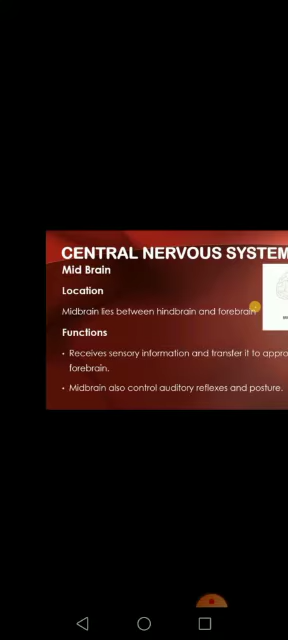 CENTRAL NERVOUS SYSTEM
Mid Brain
Location
Midbrain lies between hindbrain and forebrain
Functions
• Receives sensory information and transfer it to appro
forebrain.
• Midbrain also control auditory reflexes and posture.